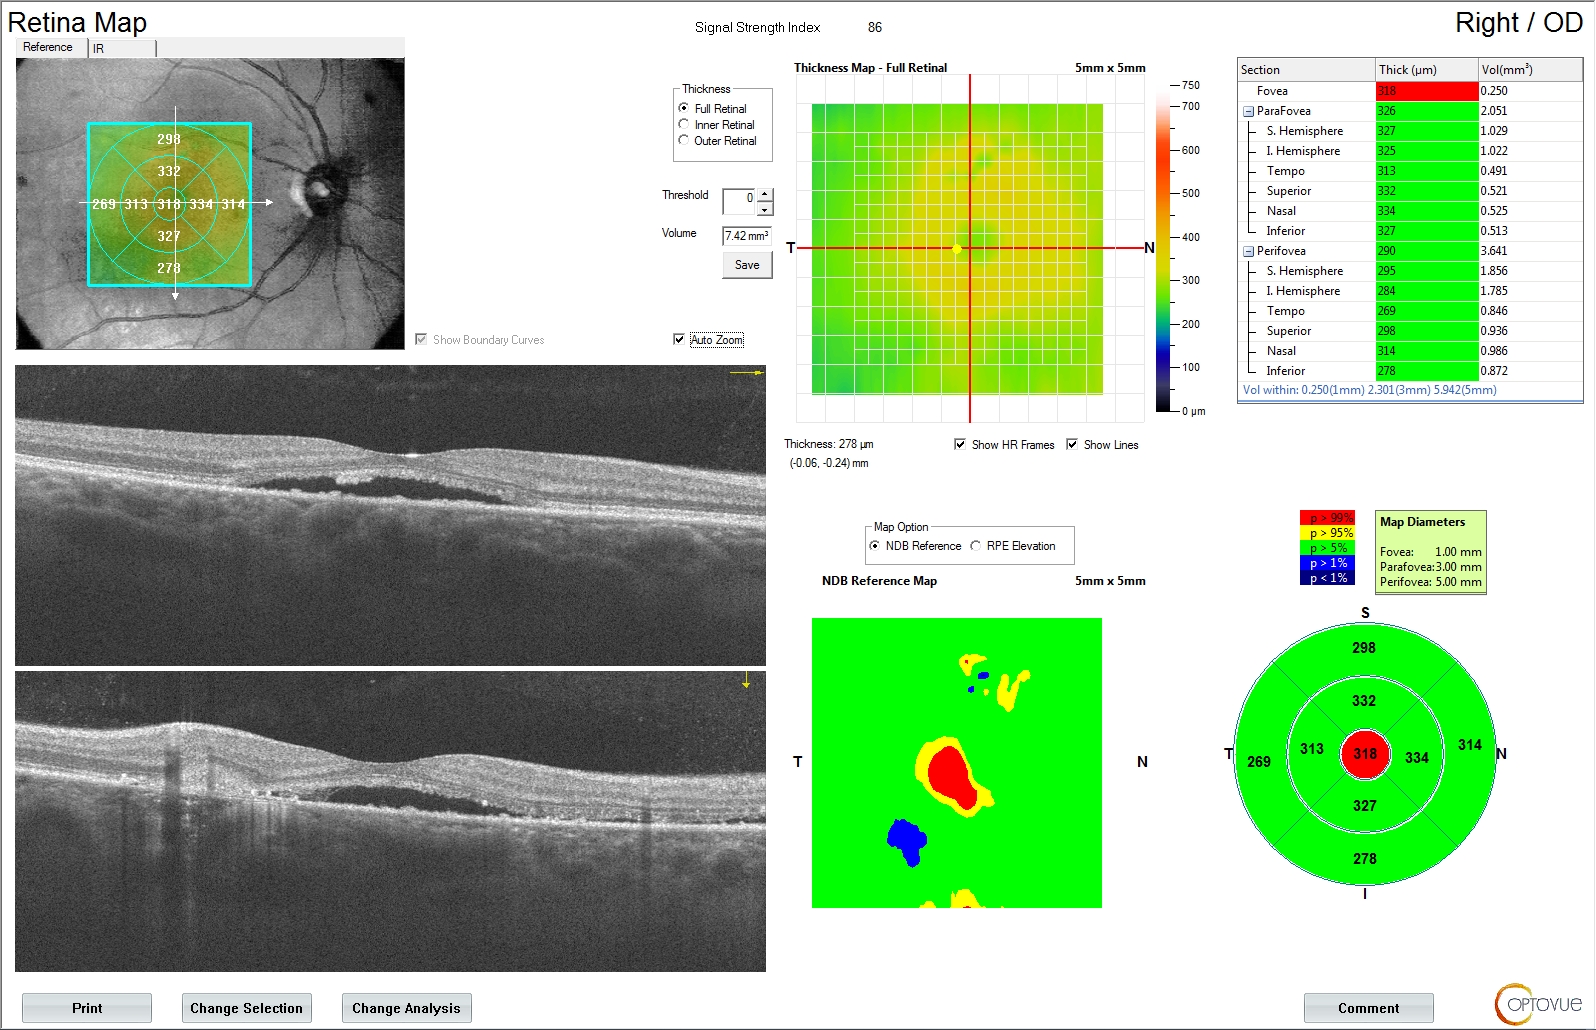 Retina Map
Signal Strength Index 86
Right / OD
Reference IR
298
332
269 313 318 334 314
327
278
Show Boundary Curves
Thickness
Full Retinal
Inner Retinal
Outer Retinal
Threshold 0
Volume 7.42 mm³
Save
Auto Zoom
Thickness Map - Full Retinal 5mm x 5mm
T N
750
700
600
500
400
300
200
100
0 µm
Thickness: 278 µm
(-0.06, -0.24) mm
Show HR Frames Show Lines
Section Thick (µm) Vol(mm³)
Fovea 318 0.250
ParaFovea 326 2.051
S. Hemisphere 327 1.029
I. Hemisphere 325 1.022
Tempo 313 0.491
Superior 332 0.521
Nasal 334 0.525
Inferior 327 0.513
Perifovea 290 3.641
S. Hemisphere 295 1.856
I. Hemisphere 284 1.785
Tempo 269 0.846
Superior 298 0.936
Nasal 314 0.986
Inferior 278 0.872
Vol within: 0.250(1mm) 2.301(3mm) 5.942(5mm)
Map Option
NDB Reference RPE Elevation
NDB Reference Map 5mm x 5mm
T N
p > 99%
p > 95%
p > 5%
p > 1%
p < 1%
Map Diameters
Fovea: 1.00 mm
Parafovea:3.00 mm
Perifovea: 5.00 mm
S
298
332
T 269 313 318 334 314 N
327
278
I
Print Change Selection Change Analysis
Comment
OPTOVUE